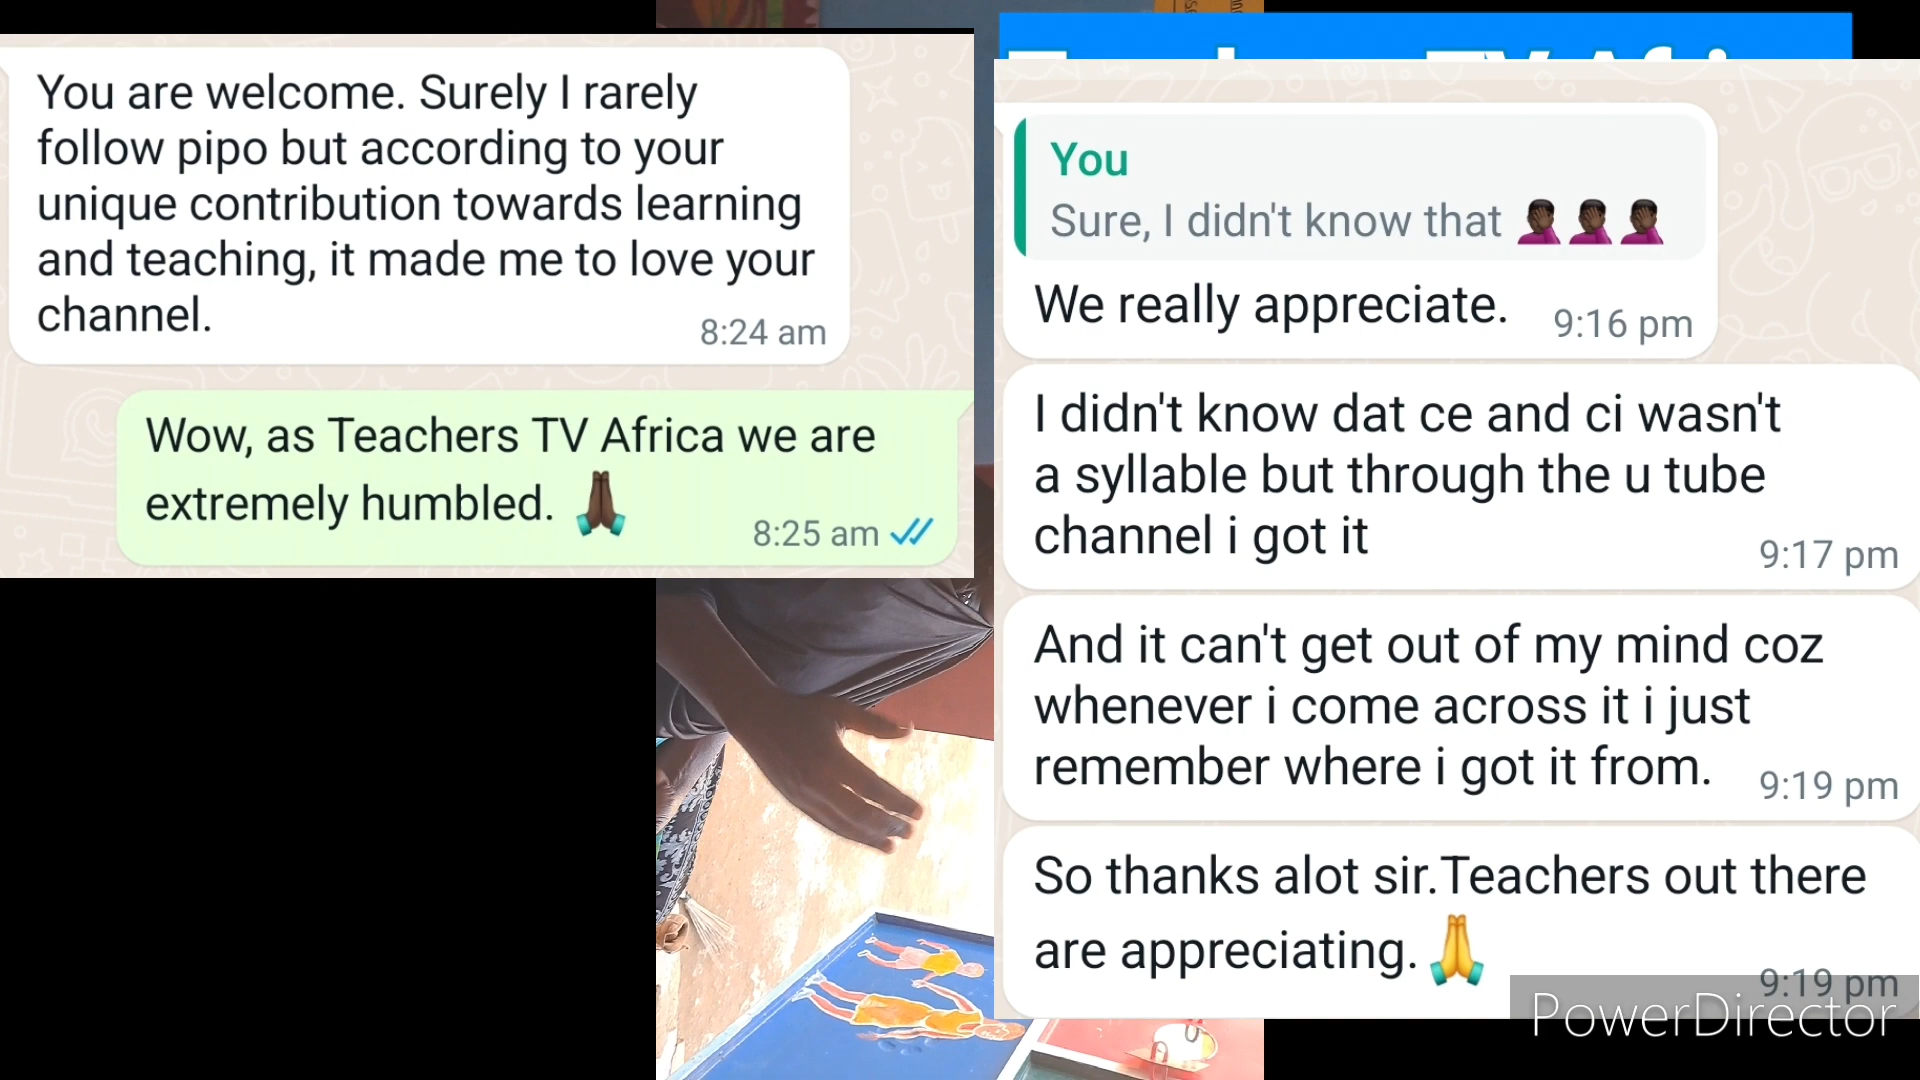 You are welcome. Surely I rarely
follow pipo but according to your
unique contribution towards learning
and teaching, it made me to love your
channel.
8:24 am
Wow, as Teachers TV Africa we are
extremely humbled. 🙏🏿
8:25 am
You
Sure, I didn't know that 🤦🏿🤦🏿🤦🏿
We really appreciate.
9:16 pm
I didn't know dat ce and ci wasn't
a syllable but through the u tube
channel i got it
9:17 pm
And it can't get out of my mind coz
whenever i come across it i just
remember where i got it from.
9:19 pm
So thanks alot sir.Teachers out there
are appreciating. 🙏
9:19 pm
PowerDirector